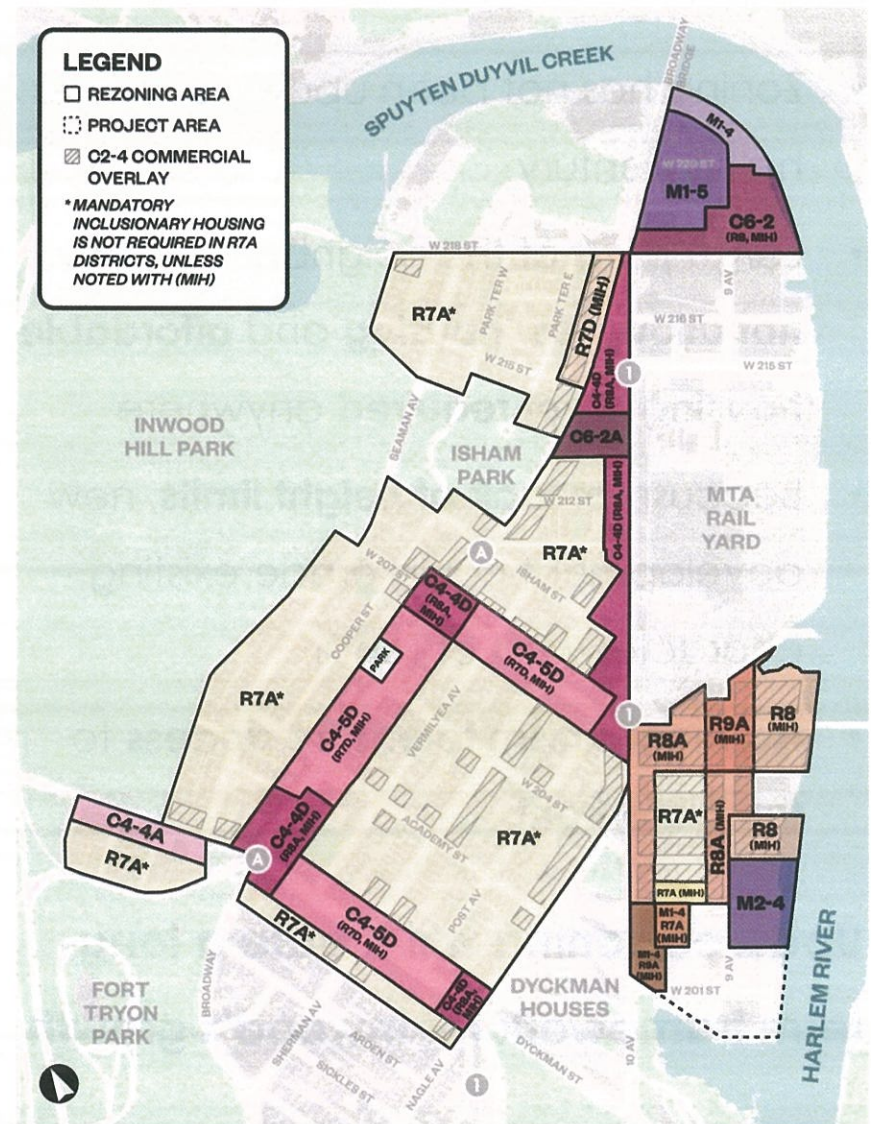 LEGEND
REZONING AREA
PROJECT AREA
C2-4 COMMERCIAL
OVERLAY
* MANDATORY
INCLUSIONARY HOUSING
IS NOT REQUIRED IN R7A
DISTRICTS, UNLESS
NOTED WITH (MIH)
SPUYTEN DUYVIL CREEK
BROADWAY
BRIDGE
M1-4
W 220 ST
M1-5
C6-2
(R8, MIH)
W 218 ST
R7A*
PARK TER W
PARK TER E
R7D (MIH)
9 AV
W 216 ST
W 215 ST
W 215 ST
C4-4D
(R8A, MIH)
1
SEAMAN AV
INWOOD
HILL PARK
ISHAM
PARK
C6-2A
W 212 ST
C4-4D (R8A, MIH)
MTA
RAIL
YARD
A
R7A*
W 207 ST
ISHAM ST
C4-4D
(R8A,
MIH)
COOPER ST
PARK
C4-5D
(R7D, MIH)
R7A*
C4-5D
(R7D, MIH)
VERMILYEA AV
1
R8A
(MIH)
R9A
(MIH)
R8
(MIH)
W 204 ST
R7A*
ACADEMY ST
R7A*
R8A (MIH)
R8
(MIH)
C4-4A
R7A*
A
C4-4D
(R8A, MIH)
R7A (MIH)
M2-4
R7A*
C4-5D
(R7D, MIH)
POST AV
M1-4
R7A
(MIH)
M1-4
R9A
(MIH)
9 AV
W 201 ST
C4-4D
(R8A,
MIH)
DYCKMAN
HOUSES
HARLEM RIVER
FORT
TRYON
PARK
BROADWAY
SHERMAN AV
ARDEN ST
SICKLES ST
NAGLE AV
1
DYCKMAN ST
10 AV